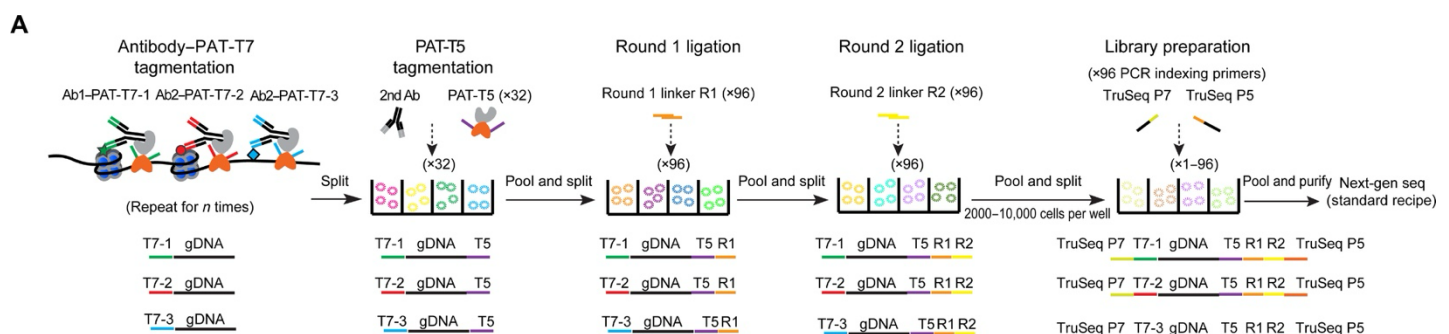 A
Antibody–PAT-T7
tagmentation
Ab1–PAT-T7-1 Ab2–PAT-T7-2 Ab2–PAT-T7-3
(Repeat for n times)
T7-1 gDNA
T7-2 gDNA
T7-3 gDNA
Split
PAT-T5
tagmentation
2nd Ab PAT-T5 (×32)
(×32)
T7-1 gDNA T5
T7-2 gDNA T5
T7-3 gDNA T5
Pool and split
Round 1 ligation
Round 1 linker R1 (×96)
(×96)
T7-1 gDNA T5 R1
T7-2 gDNA T5 R1
T7-3 gDNA T5 R1
Pool and split
Round 2 ligation
Round 2 linker R2 (×96)
(×96)
T7-1 gDNA T5 R1 R2
T7-2 gDNA T5 R1 R2
T7-3 gDNA T5 R1 R2
Pool and split
2000–10,000 cells per well
Library preparation
(×96 PCR indexing primers)
TruSeq P7 TruSeq P5
(×1–96)
TruSeq P7 T7-1 gDNA T5 R1 R2 TruSeq P5
TruSeq P7 T7-2 gDNA T5 R1 R2 TruSeq P5
TruSeq P7 T7-3 gDNA T5 R1 R2 TruSeq P5
Pool and purify
Next-gen seq
(standard recipe)